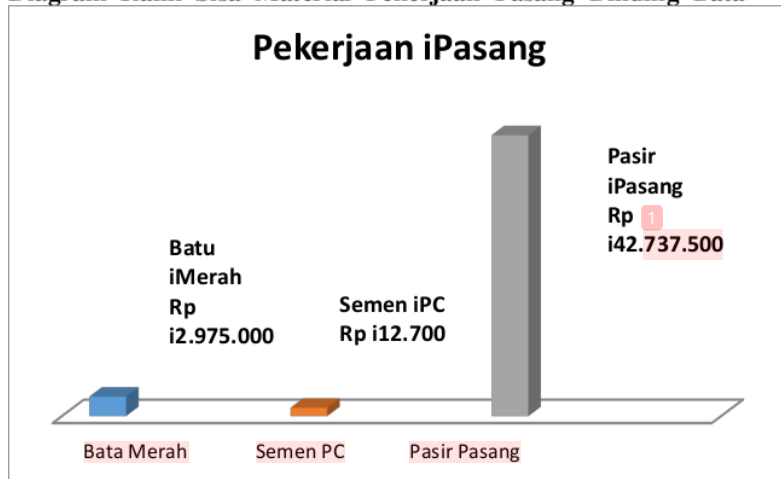 Pekerjaan iPasang
Pasir
iPasang
Rp 1
i42.737.500
Batu
iMerah
Rp
i2.975.000
Semen iPC
Rp i12.700
Bata Merah Semen PC Pasir Pasang